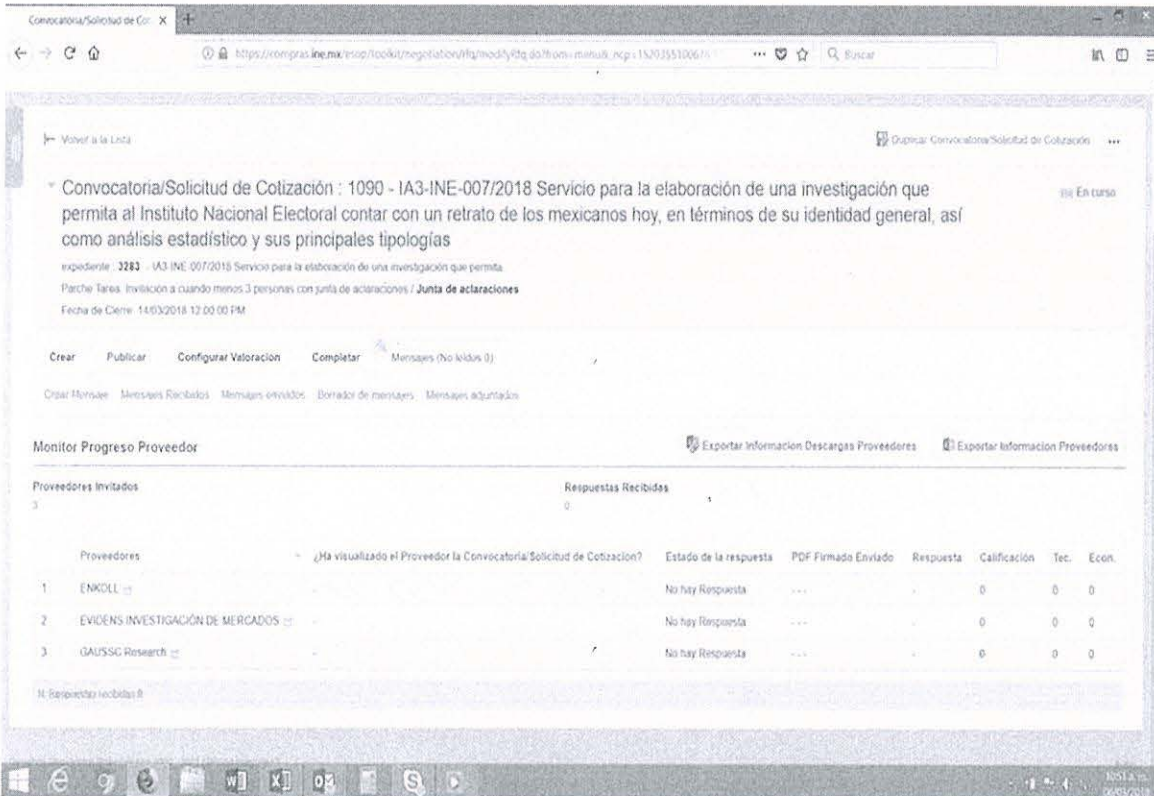 Convocatoria/Solicitud de Co X +
https://compras.ine.mx/esop/toolkit/negotiation/rfq/modifyRfq.do?from=menu&_ncp=
Buscar
Volver a la Lista
Duplicar Convocatoria/Solicitud de Cotización ...
Convocatoria/Solicitud de Cotización : 1090 - IA3-INE-007/2018 Servicio para la elaboración de una investigación que
En curso
permita al Instituto Nacional Electoral contar con un retrato de los mexicanos hoy, en términos de su identidad general, así
como análisis estadístico y sus principales tipologías
expediente : 3283 - IA3-INE-007/2018 Servicio para la elaboración de una investigación que permita
Parche Tarea: Invitación a cuando menos 3 personas con junta de aclaraciones / Junta de aclaraciones
Fecha de Cierre: 14/03/2018 12:00:00 PM
Crear Publicar Configurar Valoracion Completar Mensajes (No leídos 0)
Crear Mensaje Mensajes Recibidos Mensajes enviados Borrador de mensajes Mensajes adjuntados
Monitor Progreso Proveedor
Exportar Informacion Descargas Proveedores Exportar Informacion Proveedores
Proveedores Invitados Respuestas Recibidas
3 0
Proveedores ¿Ha visualizado el Proveedor la Convocatoria/Solicitud de Cotizacion? Estado de la respuesta PDF Firmado Enviado Respuesta Calificación Tec. Econ.
1 ENKOLL - No hay Respuesta --- - 0 0 0
2 EVIDENS INVESTIGACIÓN DE MERCADOS - No hay Respuesta --- - 0 0 0
3 GAUSSC Research - No hay Respuesta --- - 0 0 0
N. Respuestas recibidas 0
10:51 a.m.
06/03/2018